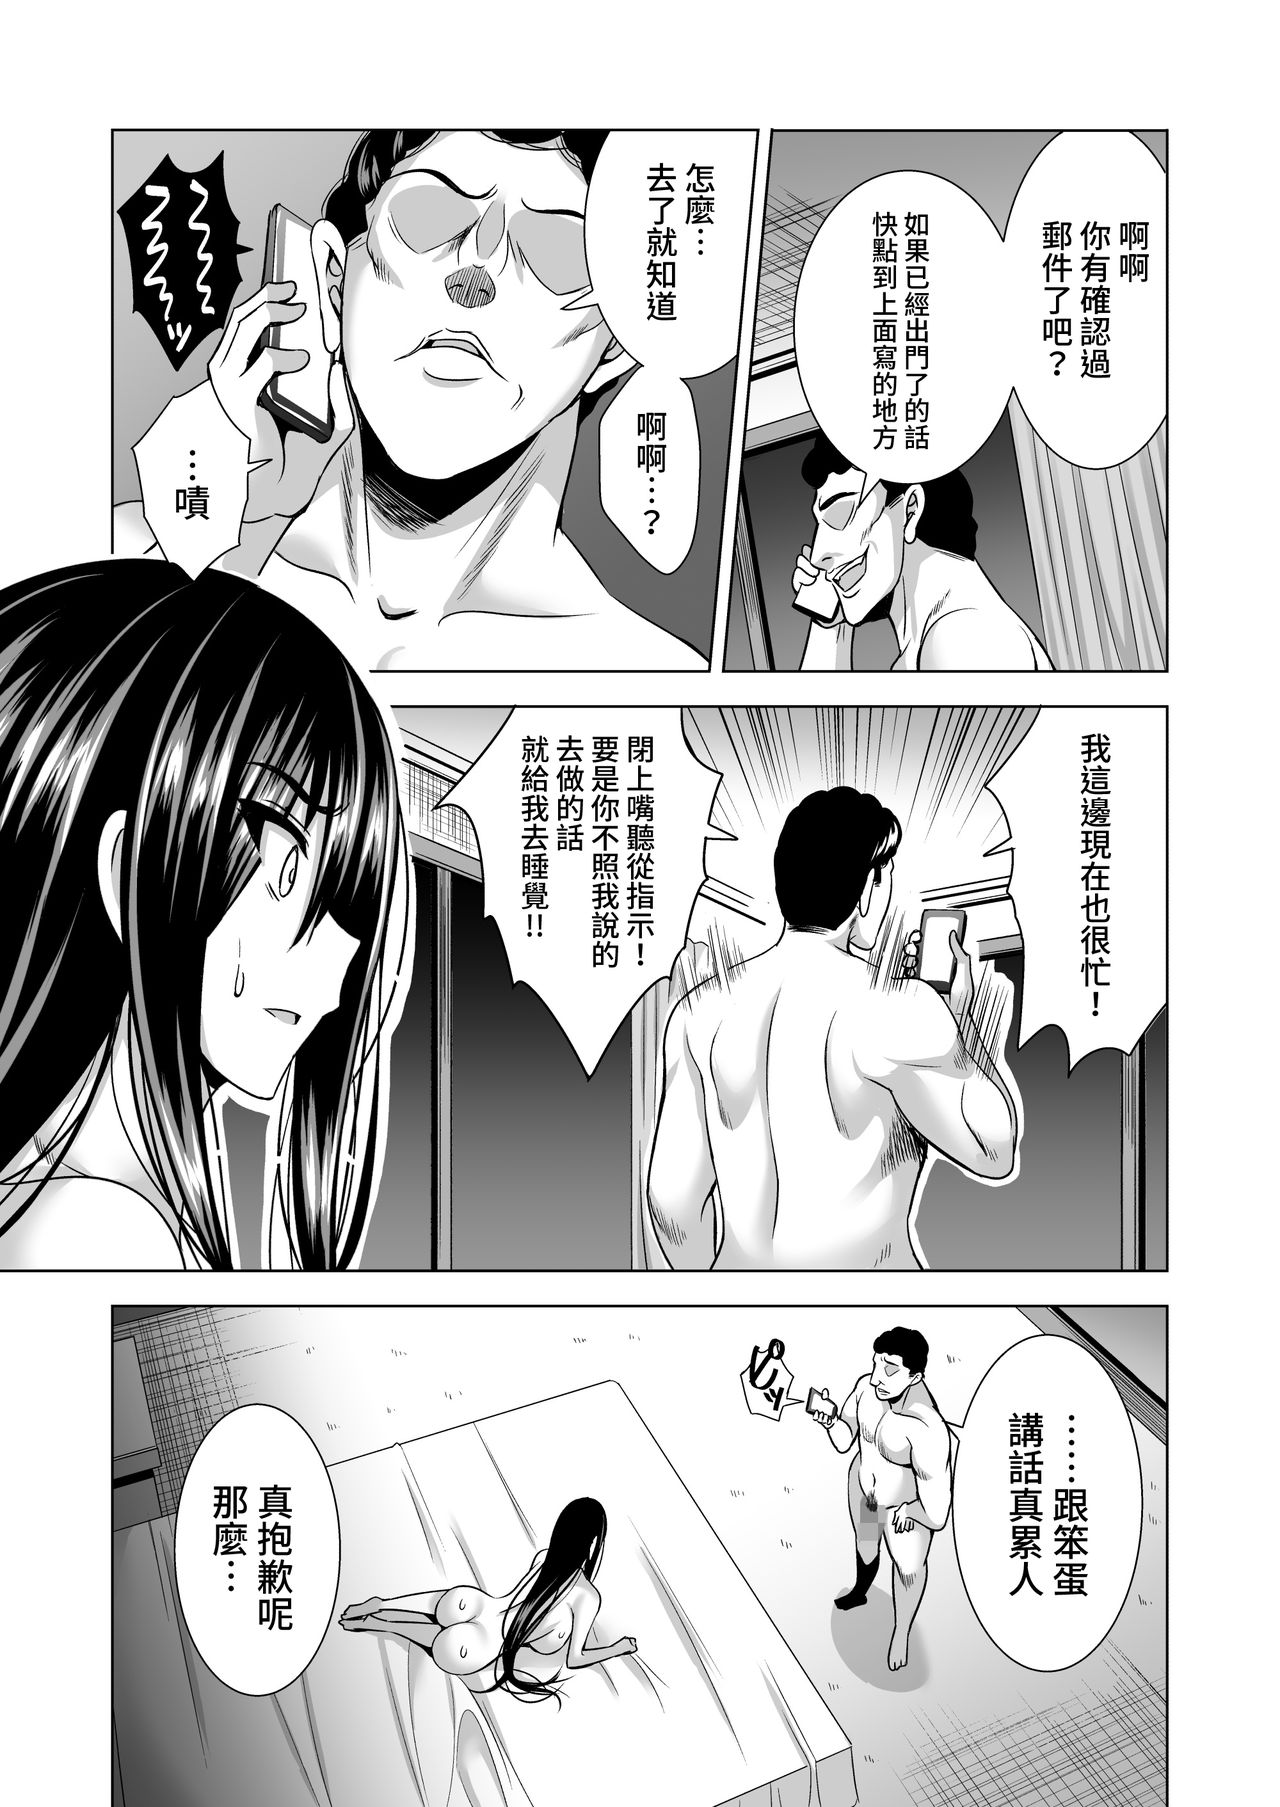 啊啊
你有確認過
郵件了吧？
如果已經出門了的話
快點到上面寫的地方
怎麼…
去了就知道
啊啊…？
…嘖
我這邊現在也很忙！
閉上嘴聽從指示！
要是你不照我說的
去做的話
就給我去睡覺!!
ピッ
……跟笨蛋
講話真累人
真抱歉呢
那麼…